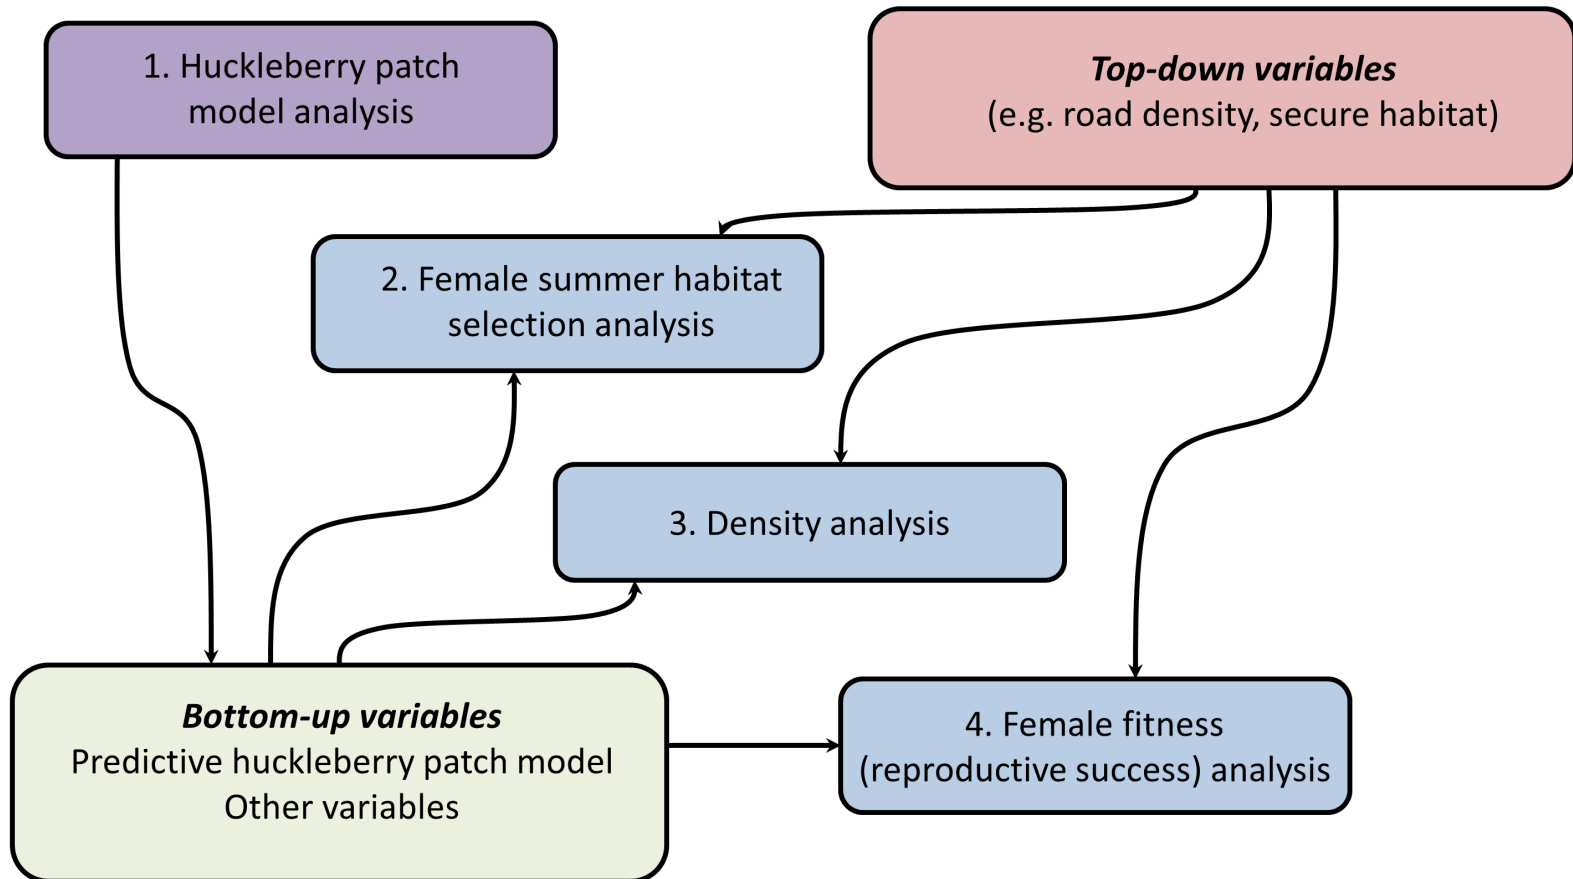 1. Huckleberry patch
model analysis
Top-down variables
(e.g. road density, secure habitat)
2. Female summer habitat
selection analysis
3. Density analysis
Bottom-up variables
Predictive huckleberry patch model
Other variables
4. Female fitness
(reproductive success) analysis